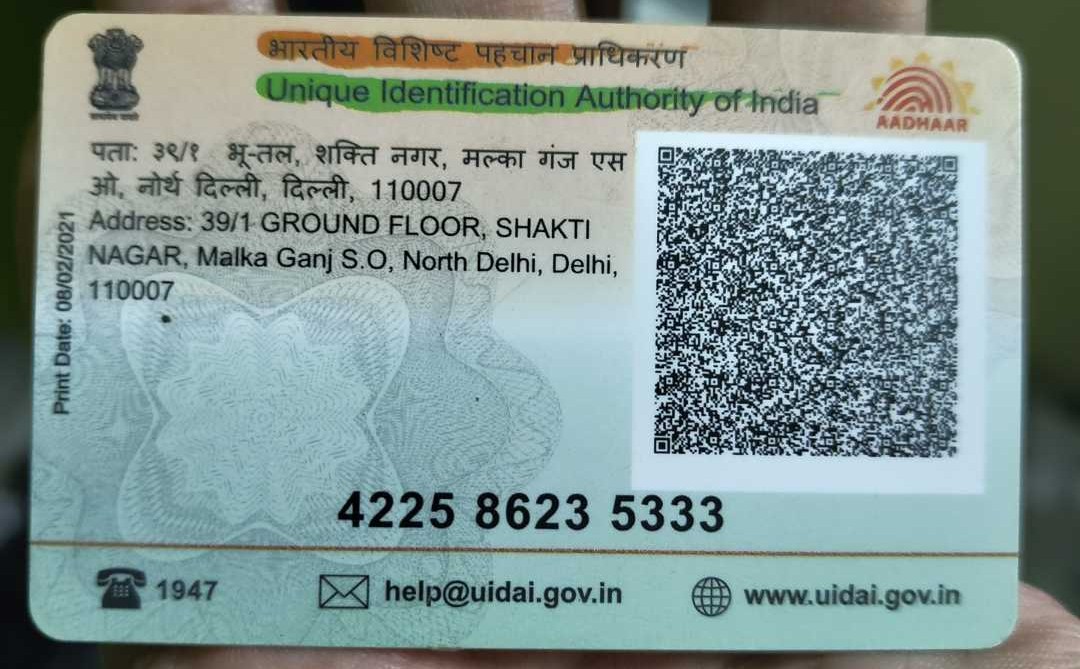 भारतीय विशिष्ट पहचान प्राधिकरण
Unique Identification Authority of India
AADHAAR
पता: ३९/१ भू-तल, शक्ति नगर, मल्का गंज एस
ओ, नोर्थ दिल्ली, दिल्ली, 110007
Address: 39/1 GROUND FLOOR, SHAKTI
NAGAR, Malka Ganj S.O, North Delhi, Delhi,
110007
Print Date: 08/02/2021
4225 8623 5333
1947
help@uidai.gov.in
www.uidai.gov.in